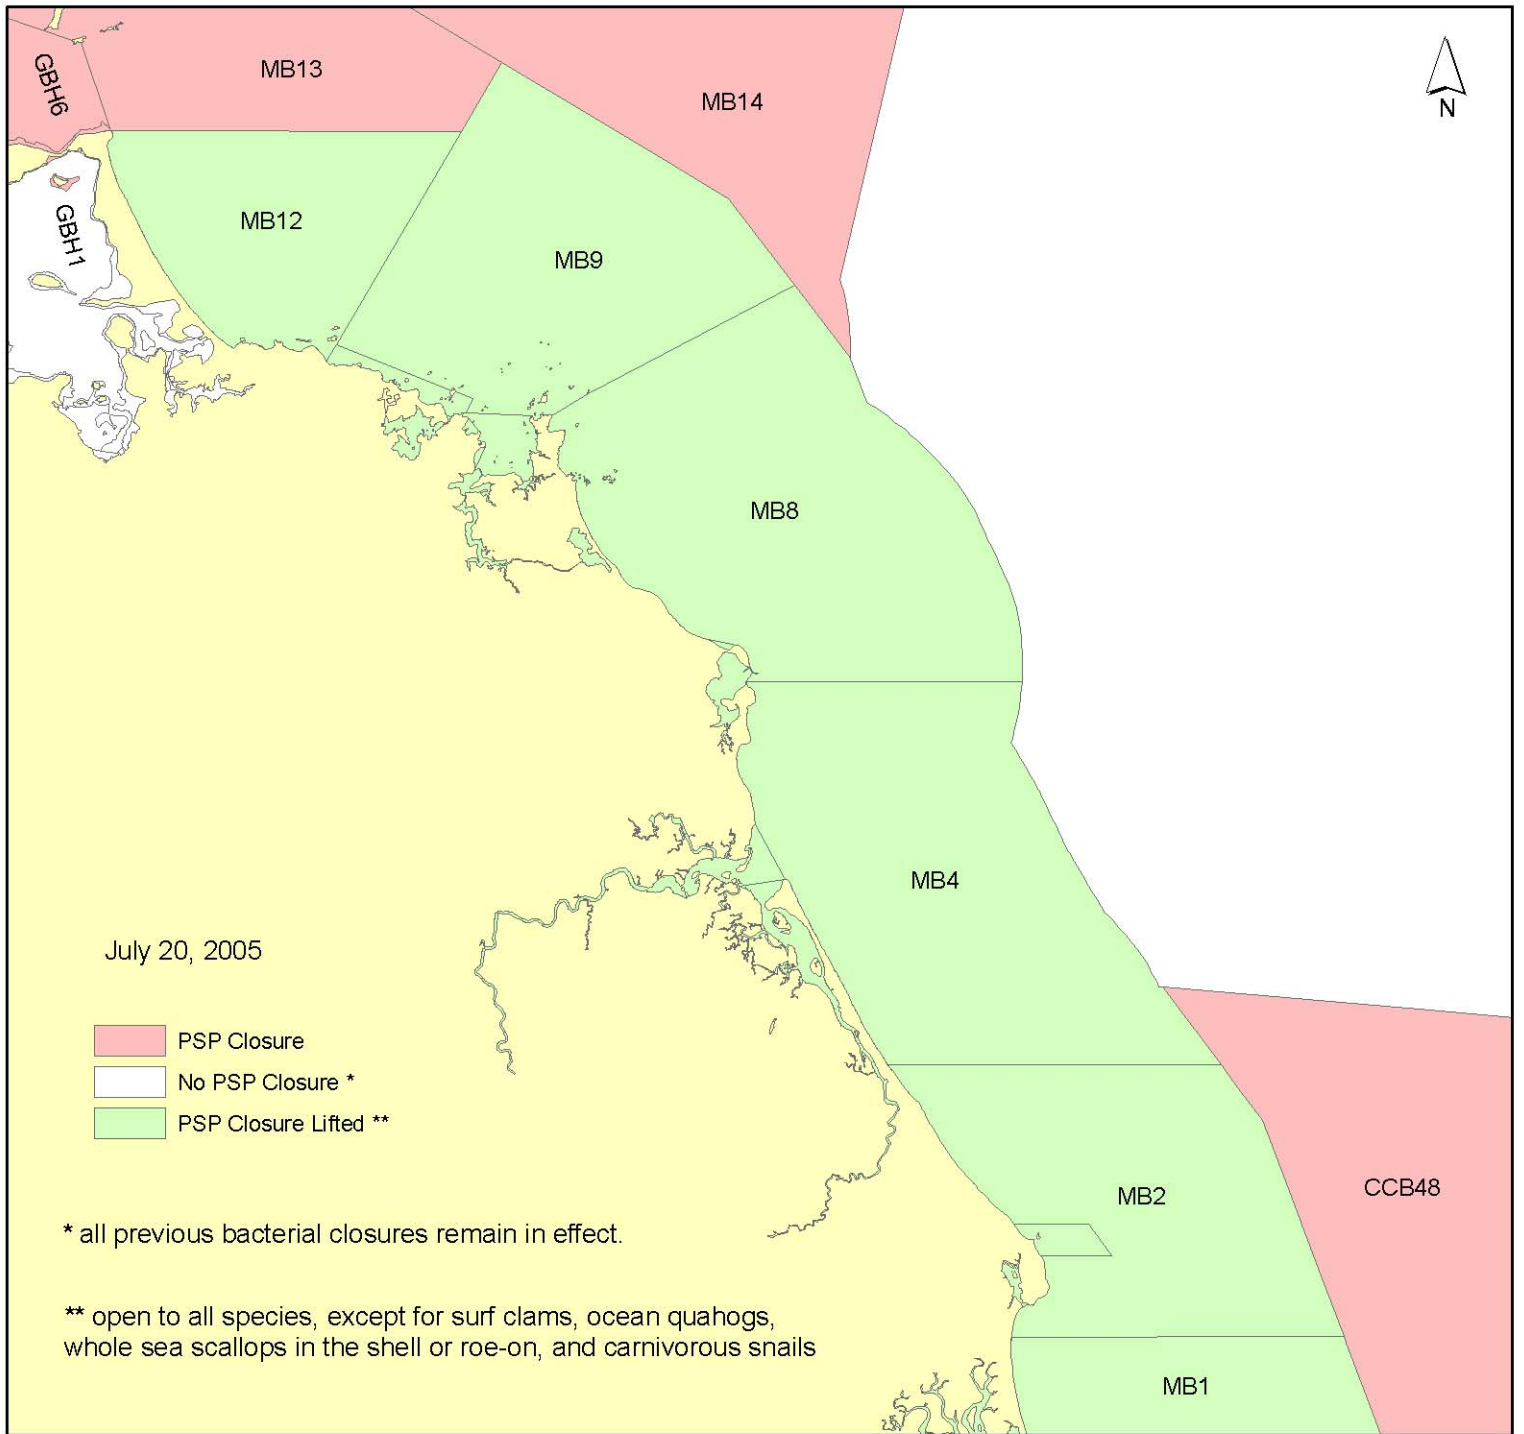 GBH6
MB13
MB14
N
GBH1
MB12
MB9
MB8
MB4
July 20, 2005
PSP Closure
No PSP Closure *
PSP Closure Lifted **
MB2
CCB48
* all previous bacterial closures remain in effect.
** open to all species, except for surf clams, ocean quahogs,
whole sea scallops in the shell or roe-on, and carnivorous snails
MB1